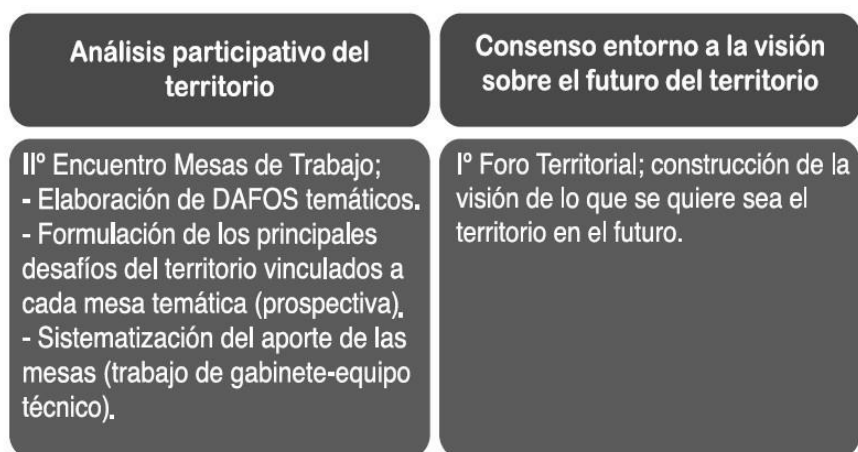 Análisis participativo del
territorio
IIº Encuentro Mesas de Trabajo;
- Elaboración de DAFOS temáticos.
- Formulación de los principales
desafíos del territorio vinculados a
cada mesa temática (prospectiva).
- Sistematización del aporte de las
mesas (trabajo de gabinete-equipo
técnico).
Consenso entorno a la visión
sobre el futuro del territorio
Iº Foro Territorial; construcción de la
visión de lo que se quiere sea el
territorio en el futuro.